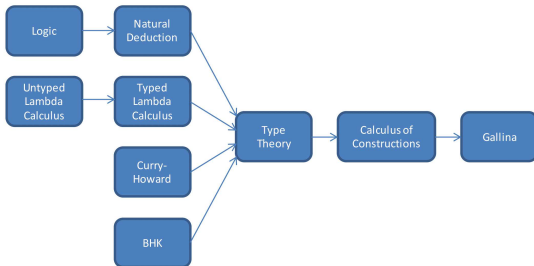 Logic
Natural
Deduction
Untyped
Lambda
Calculus
Typed
Lambda
Calculus
Type
Theory
Calculus of
Constructions
Gallina
Curry-
Howard
BHK